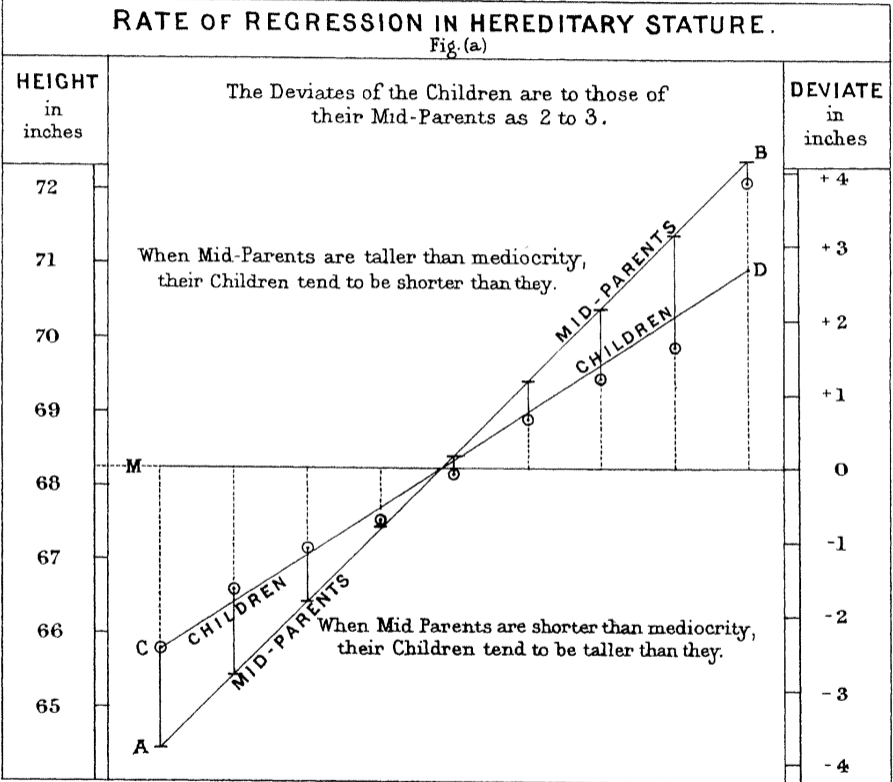 RATE OF REGRESSION IN HEREDITARY STATURE.
Fig. (a)
HEIGHT
in
inches
The Deviates of the Children are to those of
their Mid-Parents as 2 to 3.
DEVIATE
in
inches
When Mid-Parents are taller than mediocrity,
their Children tend to be shorter than they.
72
71
70
69
68
67
66
65
B
D
M
C
A
MID-PARENTS
CHILDREN
CHILDREN
MID-PARENTS
When Mid Parents are shorter than mediocrity,
their Children tend to be taller than they.
+4
+3
+2
+1
0
-1
-2
-3
-4